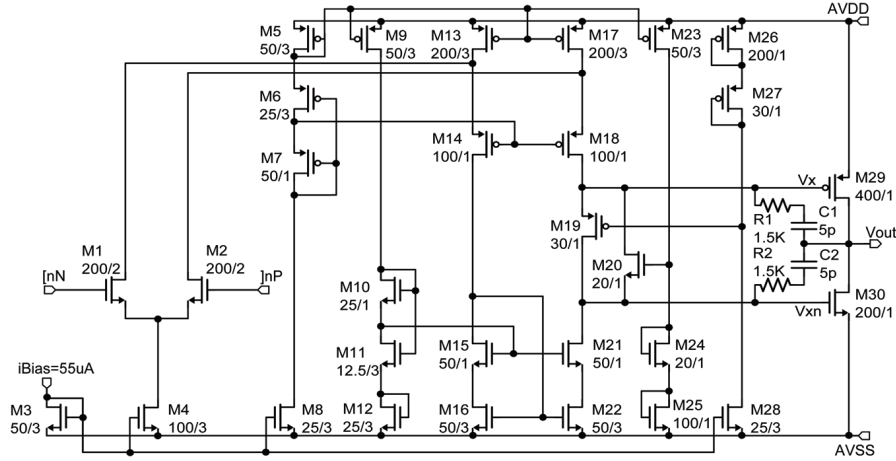 AVDD
M5
50/3
M9
50/3
M13
200/3
M17
200/3
M23
50/3
M26
200/1
M6
25/3
M27
30/1
M7
50/1
M14
100/1
M18
100/1
Vx
M29
400/1
R1
1.5K
C1
5p
Vout
M1
200/2
M2
200/2
M19
30/1
M20
20/1
R2
1.5K
C2
5p
[nN
]nP
M10
25/1
Vxn
M30
200/1
iBias=55uA
M11
12.5/3
M15
50/1
M21
50/1
M24
20/1
M3
50/3
M4
100/3
M8
25/3
M12
25/3
M16
50/3
M22
50/3
M25
100/1
M28
25/3
AVSS